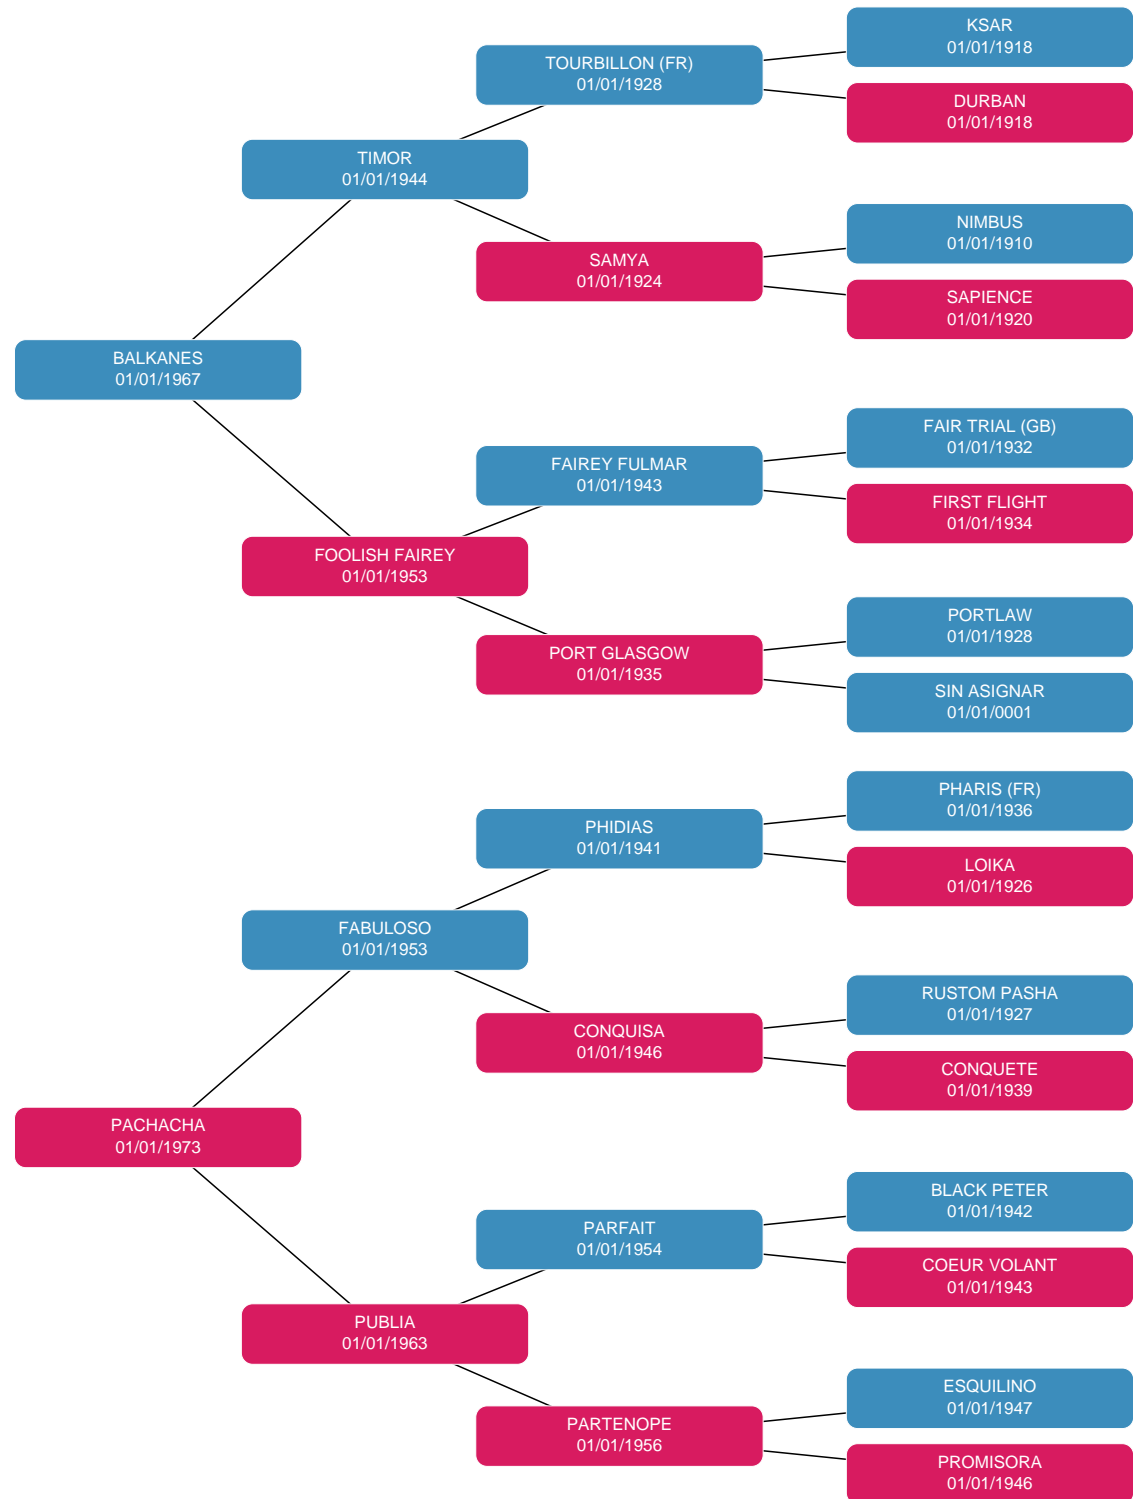 KSAR
01/01/1918
TOURBILLON (FR)
01/01/1928
DURBAN
01/01/1918
TIMOR
01/01/1944
NIMBUS
01/01/1910
SAMYA
01/01/1924
SAPIENCE
01/01/1920
BALKANES
01/01/1967
FAIR TRIAL (GB)
01/01/1932
FAIREY FULMAR
01/01/1943
FIRST FLIGHT
01/01/1934
FOOLISH FAIREY
01/01/1953
PORTLAW
01/01/1928
PORT GLASGOW
01/01/1935
SIN ASIGNAR
01/01/0001
PHARIS (FR)
01/01/1936
PHIDIAS
01/01/1941
LOIKA
01/01/1926
FABULOSO
01/01/1953
RUSTOM PASHA
01/01/1927
CONQUISA
01/01/1946
CONQUETE
01/01/1939
PACHACHA
01/01/1973
BLACK PETER
01/01/1942
PARFAIT
01/01/1954
COEUR VOLANT
01/01/1943
PUBLIA
01/01/1963
ESQUILINO
01/01/1947
PARTENOPE
01/01/1956
PROMISORA
01/01/1946